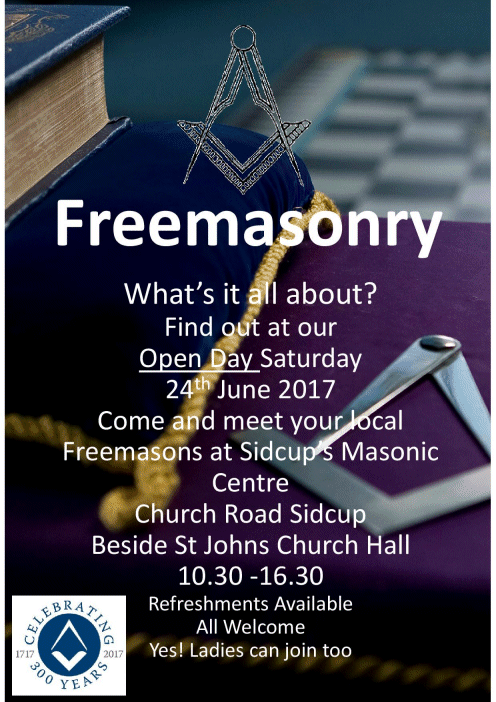 Freemasonry
What's it all about?
Find out at our
Open Day Saturday
24th June 2017
Come and meet your local
Freemasons at Sidcup's Masonic
Centre
Church Road Sidcup
Beside St Johns Church Hall
10.30 -16.30
Refreshments Available
All Welcome
Yes! Ladies can join too
CELEBRATING
1717 2017
300 YEARS